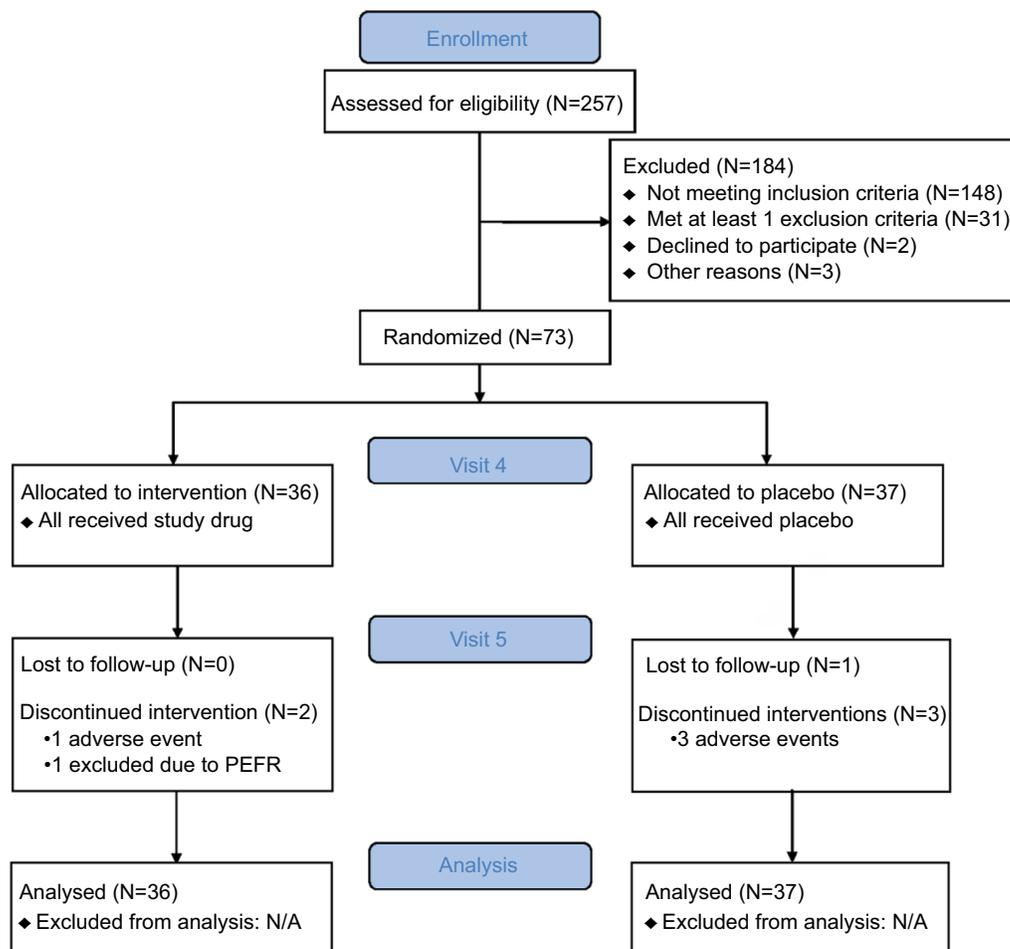 Enrollment
Assessed for eligibility (N=257)
Excluded (N=184)
◆ Not meeting inclusion criteria (N=148)
◆ Met at least 1 exclusion criteria (N=31)
◆ Declined to participate (N=2)
◆ Other reasons (N=3)
Randomized (N=73)
Visit 4
Allocated to intervention (N=36)
◆ All received study drug
Allocated to placebo (N=37)
◆ All received placebo
Visit 5
Lost to follow-up (N=0)
Discontinued intervention (N=2)
•1 adverse event
•1 excluded due to PEFR
Lost to follow-up (N=1)
Discontinued interventions (N=3)
•3 adverse events
Analysis
Analysed (N=36)
◆ Excluded from analysis: N/A
Analysed (N=37)
◆ Excluded from analysis: N/A